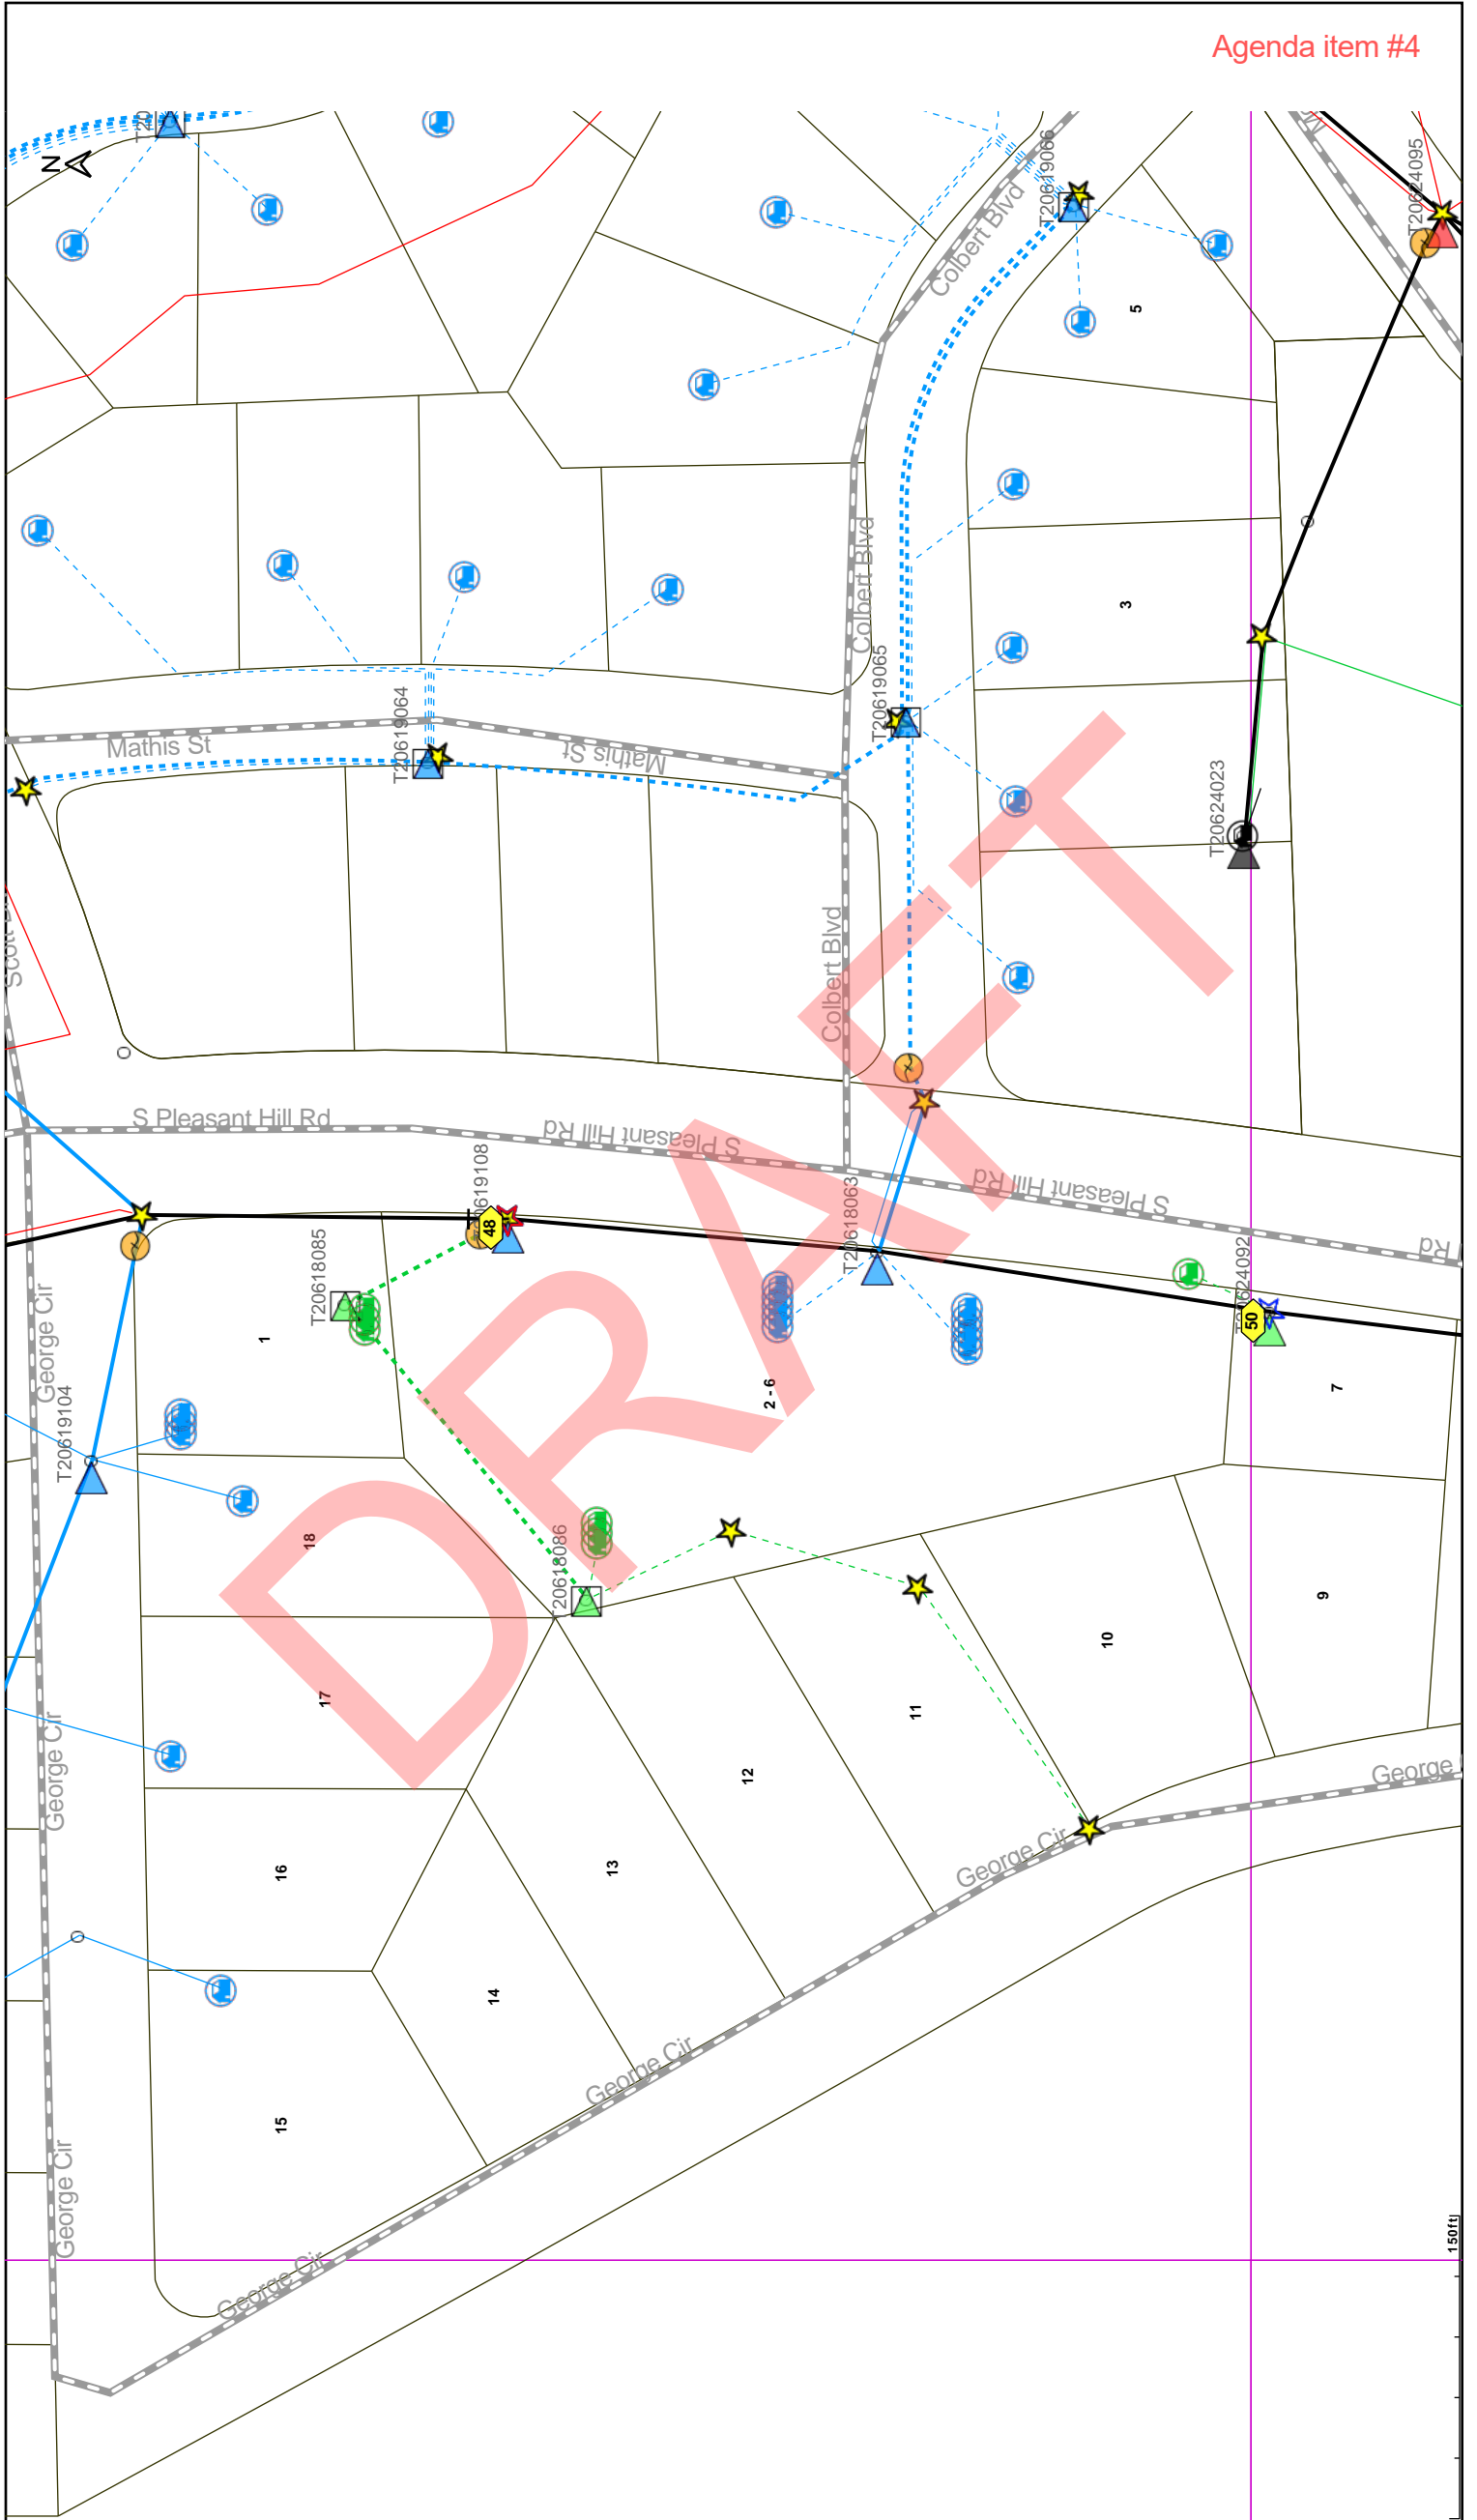 Agenda item #4
N
T20619066
T20624095
Colbert Blvd
5
3
Colbert Blvd
T20619065
T20619064
Mathis St
Mathis St
T20624023
Colbert Blvd
S Pleasant Hill Rd
S Pleasant Hill Rd
S Pleasant Hill Rd
48
T20618085
T20618063
T20624092
50
George Cir
1
T20619104
2 - 6
7
18
T20618086
9
10
17
11
George Cir
12
George
George Cir
16
13
14
George Cir
15
George Cir
George Cir
150ft
DRAFT